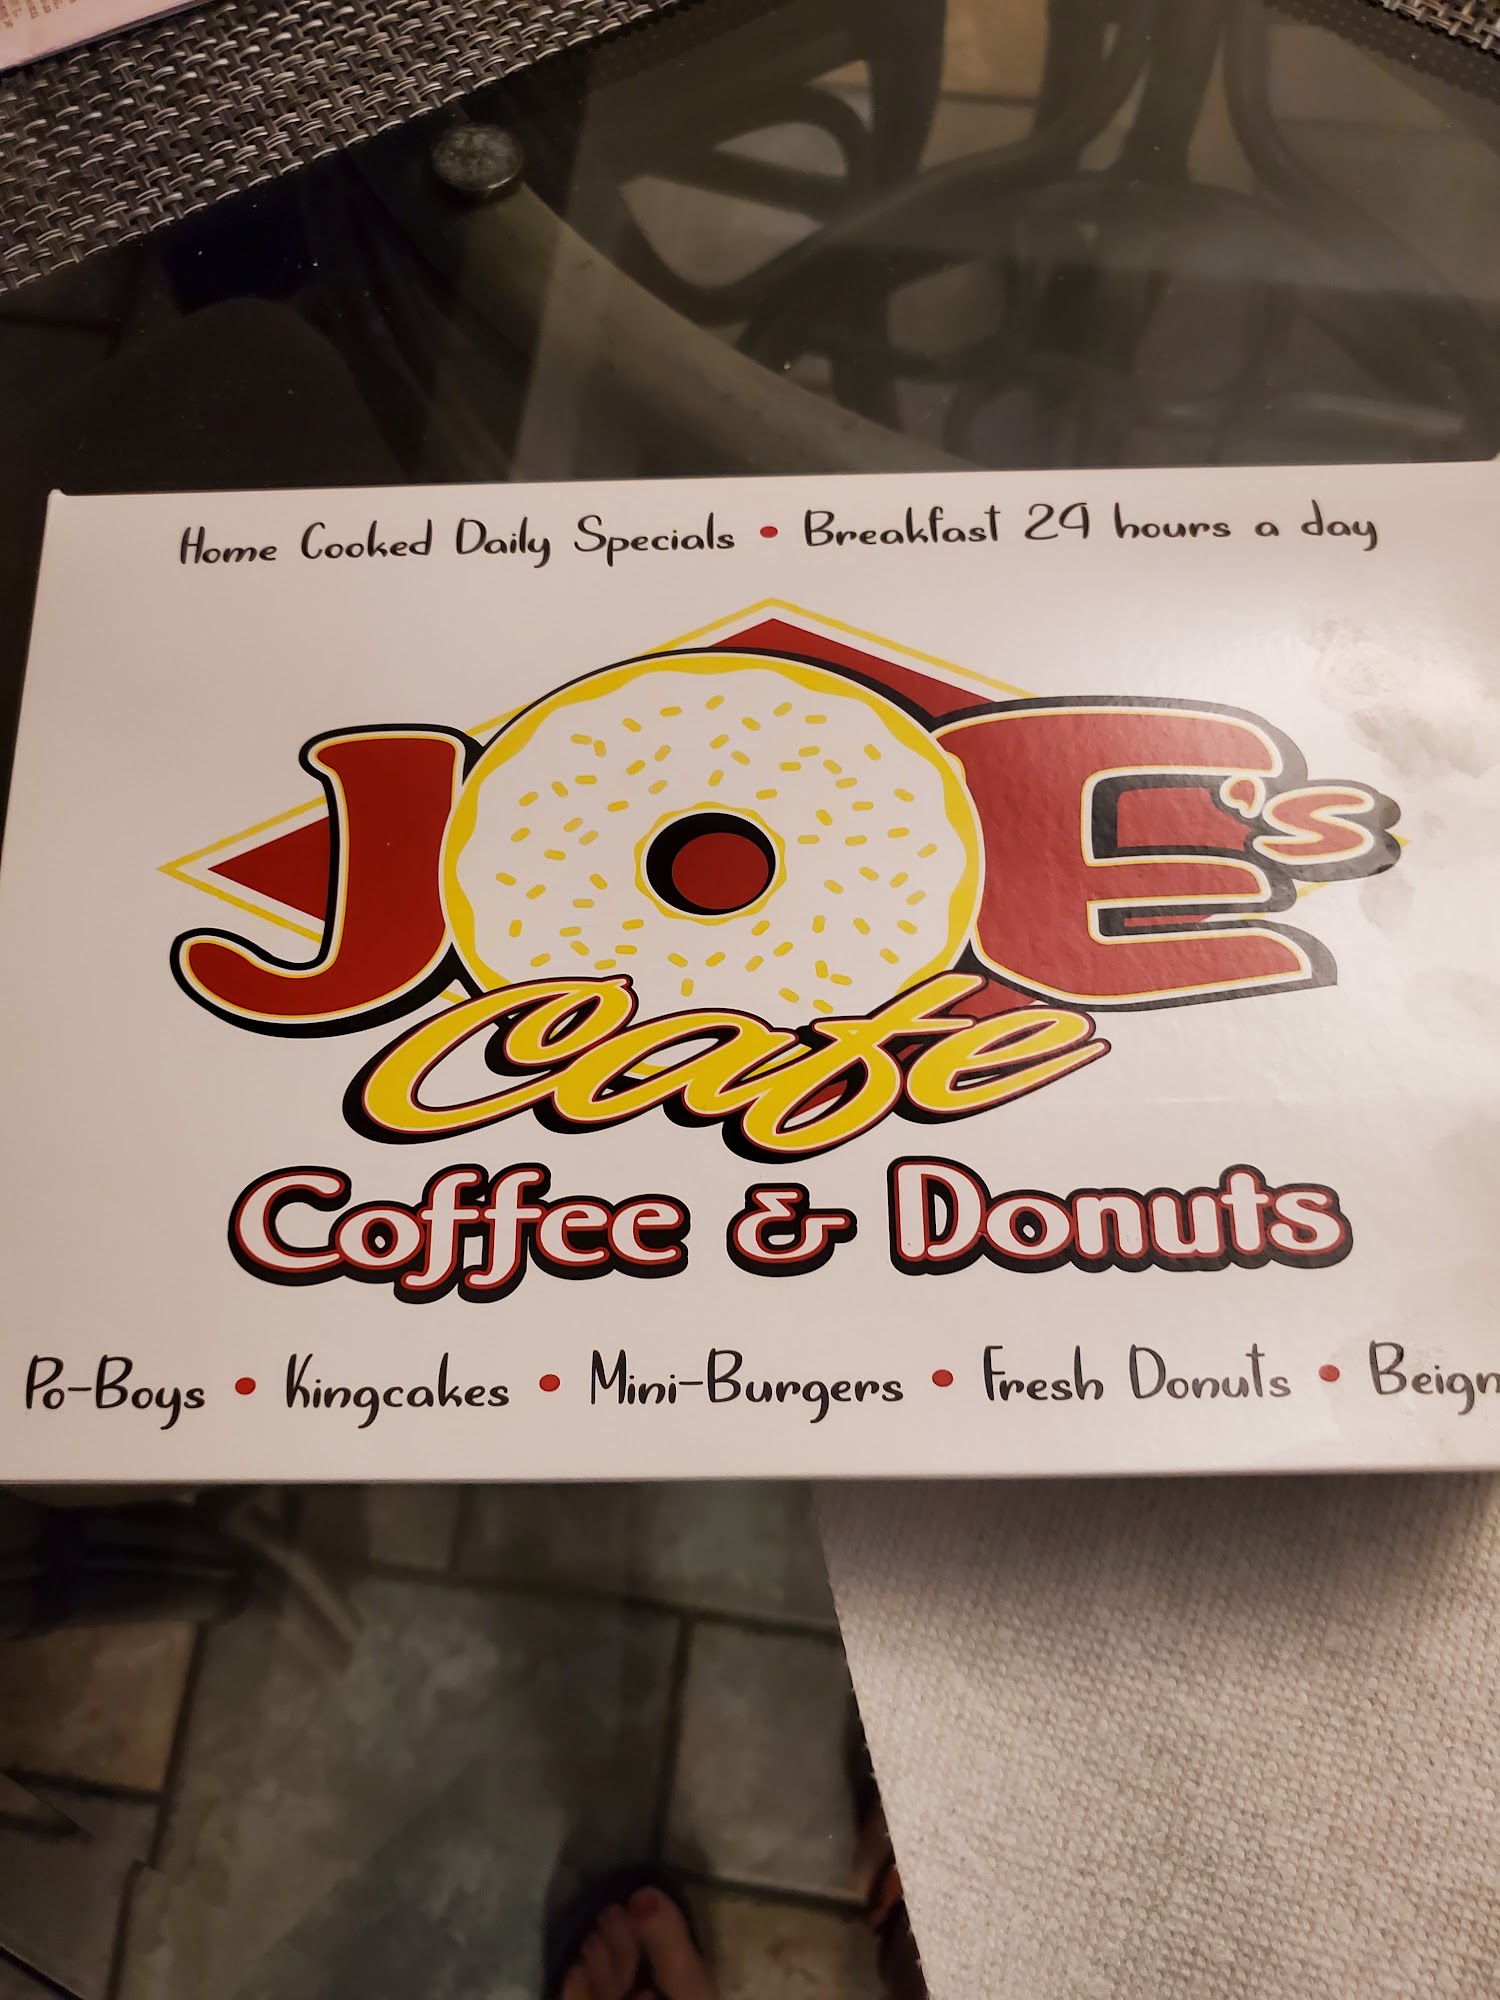 Home Cooked Daily Specials • Breakfast 24 hours a day
JOE's
Cafe
Coffee & Donuts
Po-Boys • Kingcakes • Mini-Burgers • Fresh Donuts • Beign